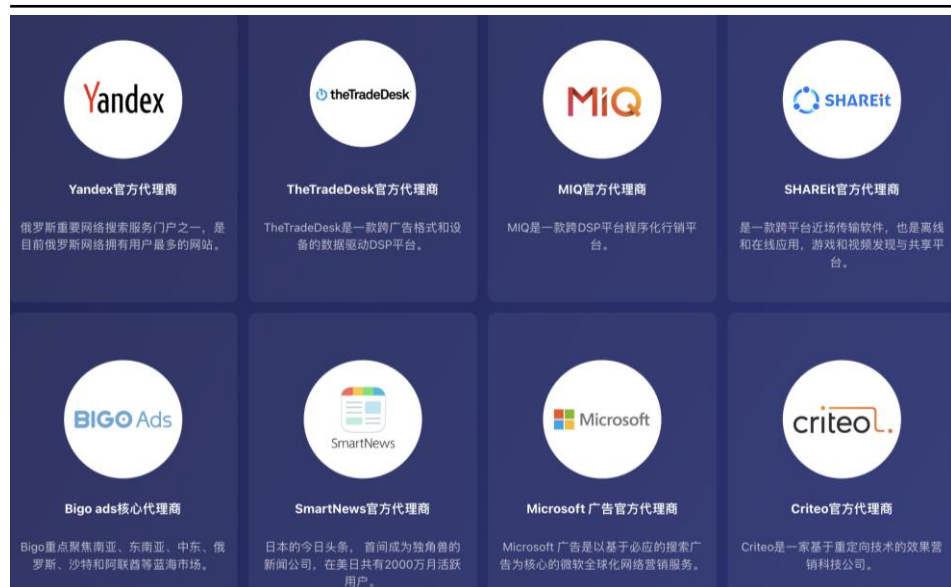 Yandex
theTradeDesk
MiQ
SHAREit
Yandex官方代理商
TheTradeDesk官方代理商
MIQ官方代理商
SHAREit官方代理商
俄罗斯重要网络搜索服务门户之一，是
目前俄罗斯网络拥有用户最多的网站。
TheTradeDesk是一款跨广告格式和设
备的数据驱动DSP平台。
MIQ是一款跨DSP平台程序化行销平
台。
是一款跨平台近场传输软件，也是离线
和在线应用，游戏和视频发现与共享平
台。
BIGO Ads
SmartNews
Microsoft
criteo
Bigo ads核心代理商
SmartNews官方代理商
Microsoft 广告官方代理商
Criteo官方代理商
Bigo重点聚焦南亚、东南亚、中东、俄
罗斯、沙特和阿联酋等蓝海市场。
日本的今日头条， 首间成为独角兽的
新闻公司，在美日共有2000万月活跃
用户。
Microsoft 广告是以基于必应的搜索广
告为核心的微软全球化网络营销服务。
Criteo是一家基于重定向技术的效果营
销科技公司。